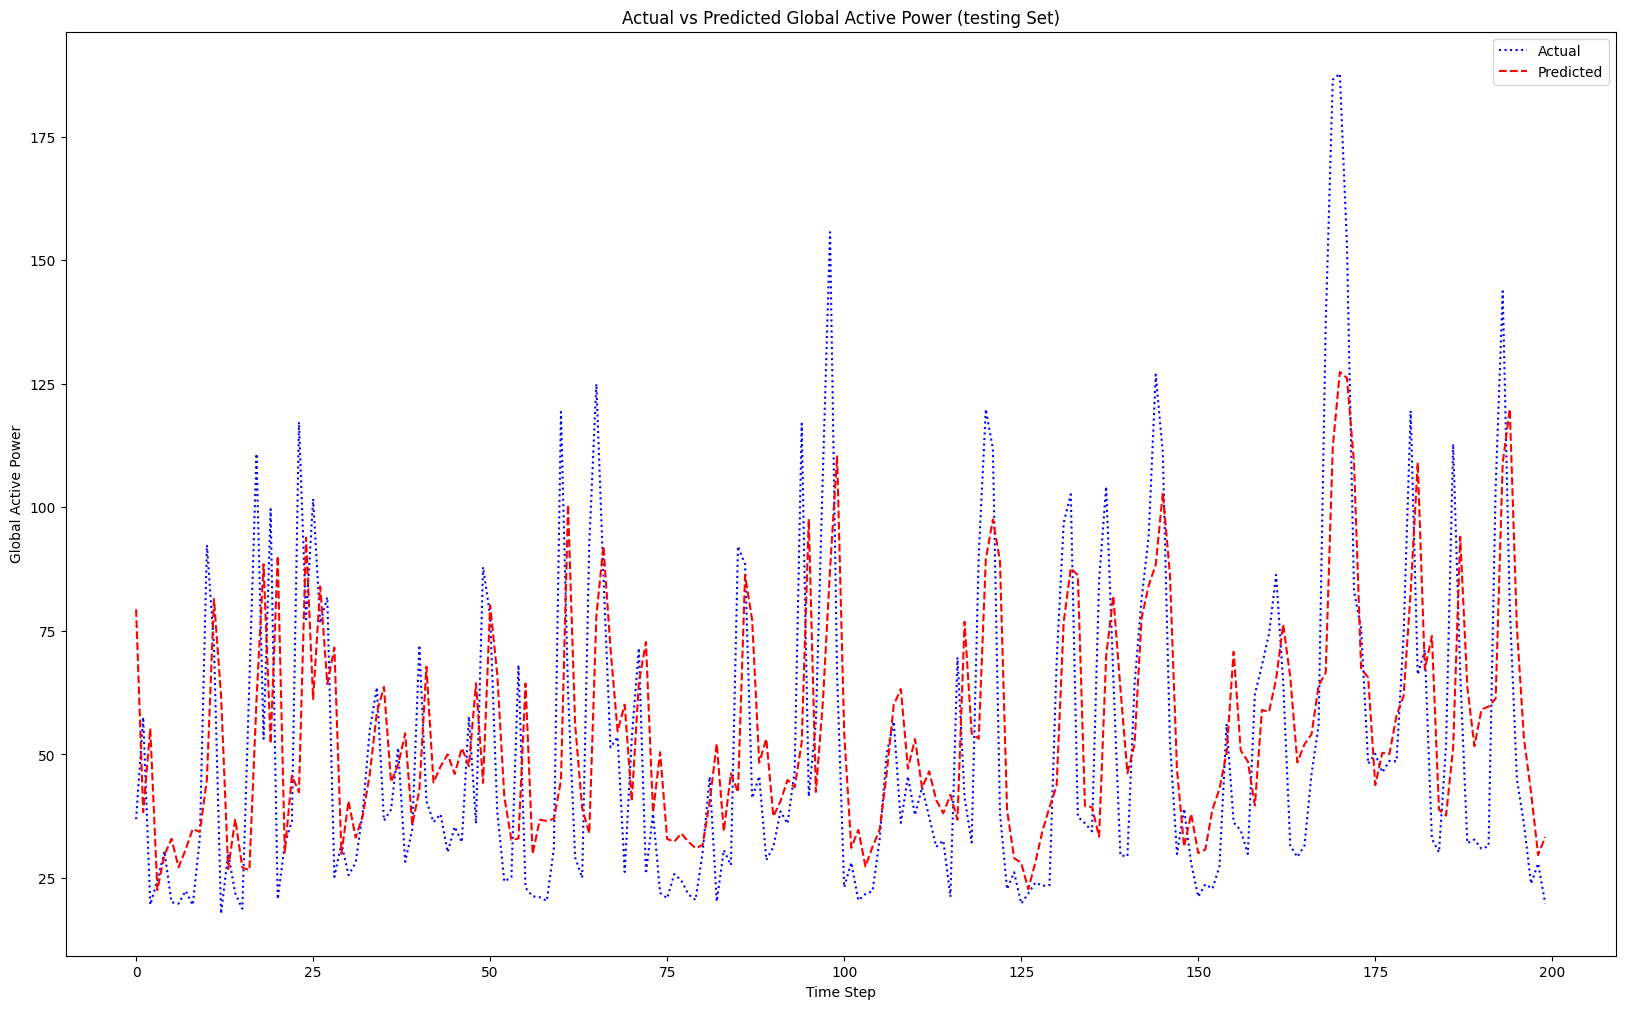 Actual vs Predicted Global Active Power (testing Set)
Actual
Predicted
Global Active Power
175
150
125
100
75
50
25
0 25 50 75 100 125 150 175 200
Time Step